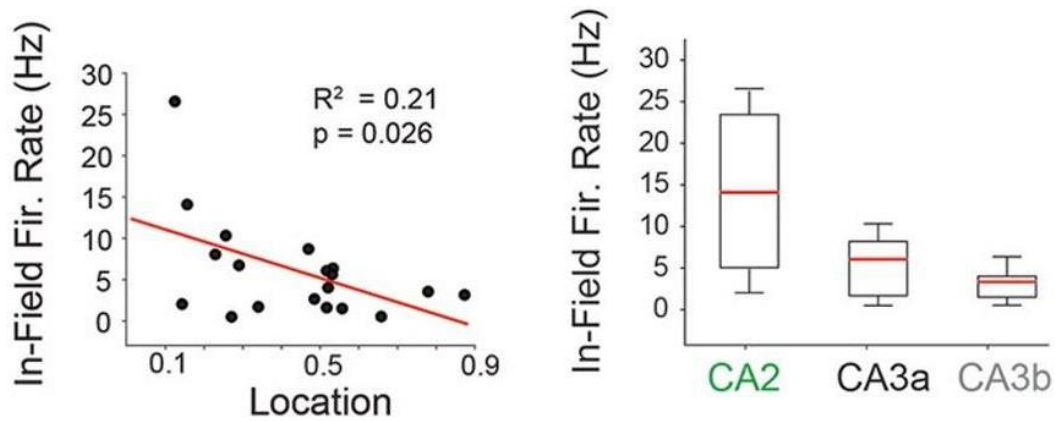 In-Field Fir. Rate (Hz)
30
25
20
15
10
5
0
R² = 0.21
p = 0.026
0.1 0.5 0.9
Location
In-Field Fir. Rate (Hz)
30
25
20
15
10
5
0
CA2 CA3a CA3b